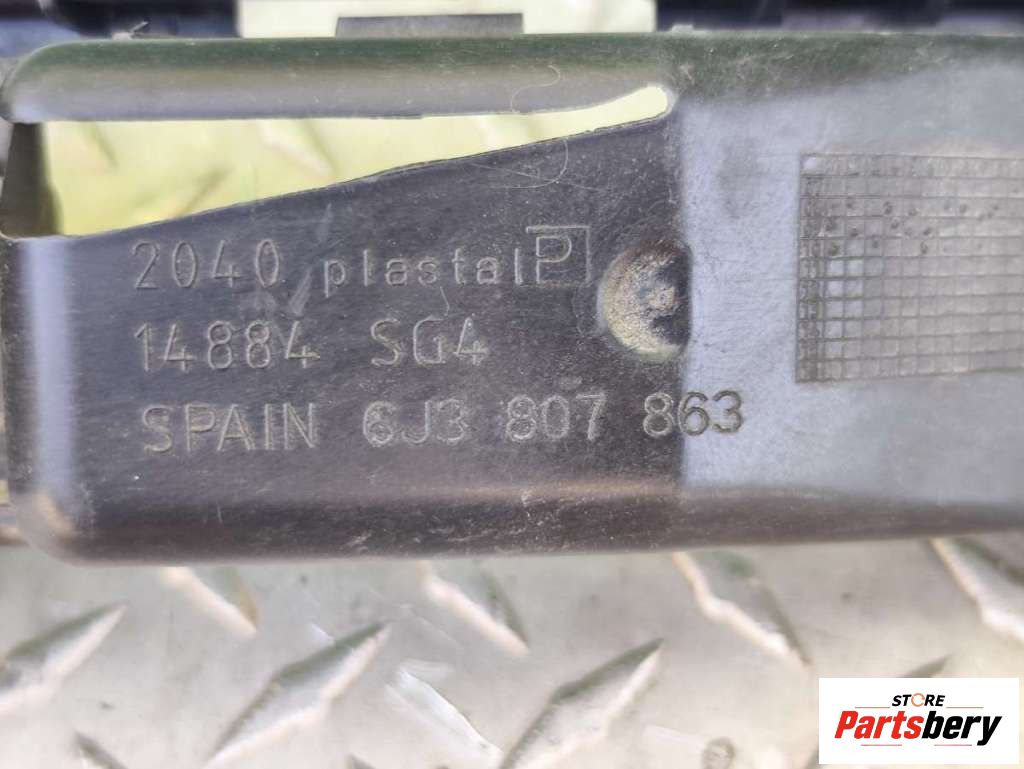 2040 plastal P
14884 SG4
SPAIN 6J3 807 863
STORE
Partsbery